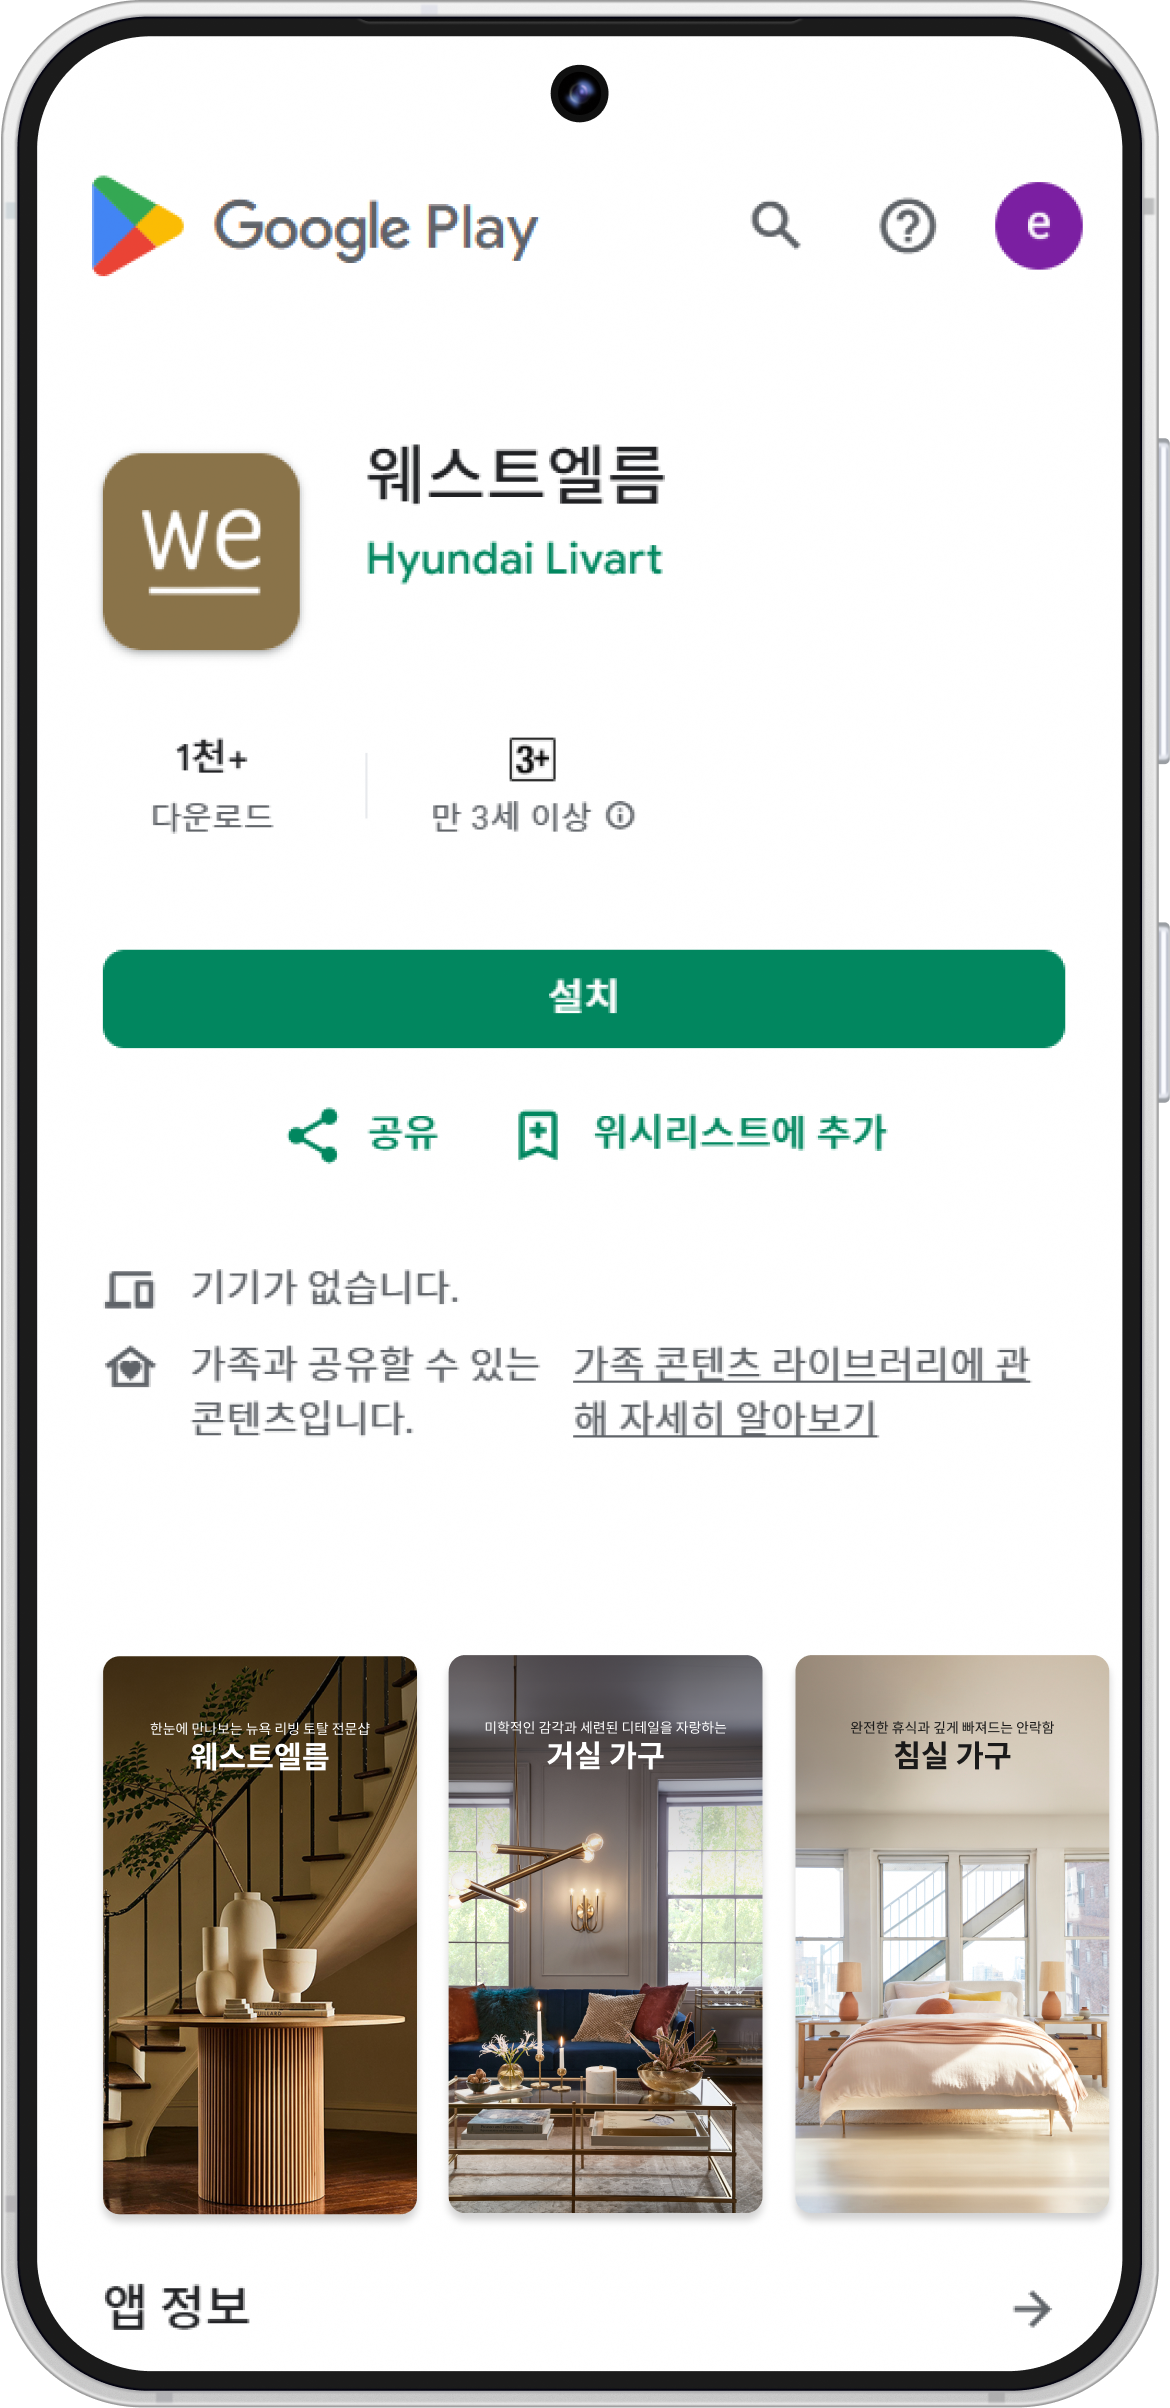 Google Play
e
we
웨스트엘름
Hyundai Livart
1천+
다운로드
3+
만 3세 이상
설치
공유
위시리스트에 추가
기기가 없습니다.
가족과 공유할 수 있는
콘텐츠입니다.
가족 콘텐츠 라이브러리에 관
해 자세히 알아보기
한눈에 만나보는 뉴욕 리빙 토탈 전문샵
웨스트엘름
미학적인 감각과 세련된 디테일을 자랑하는
거실 가구
완전한 휴식과 깊게 빠져드는 안락함
침실 가구
앱 정보